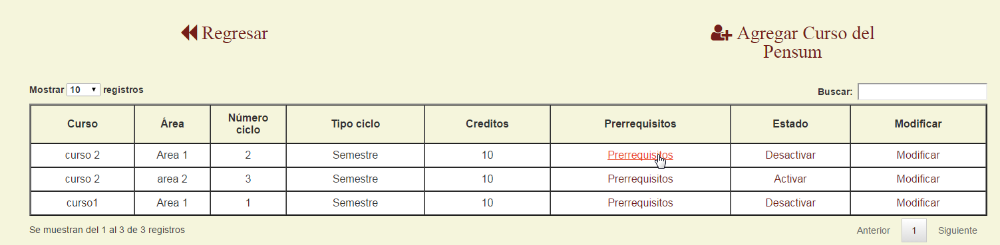 Regresar
Agregar Curso del
Pensum
Mostrar 10 registros
Buscar:
Curso Área Número ciclo Tipo ciclo Creditos Prerrequisitos Estado Modificar
curso 2 Area 1 2 Semestre 10 Prerrequisitos Desactivar Modificar
curso 2 area 2 3 Semestre 10 Prerrequisitos Activar Modificar
curso1 Area 1 1 Semestre 10 Prerrequisitos Desactivar Modificar
Se muestran del 1 al 3 de 3 registros
Anterior 1 Siguiente